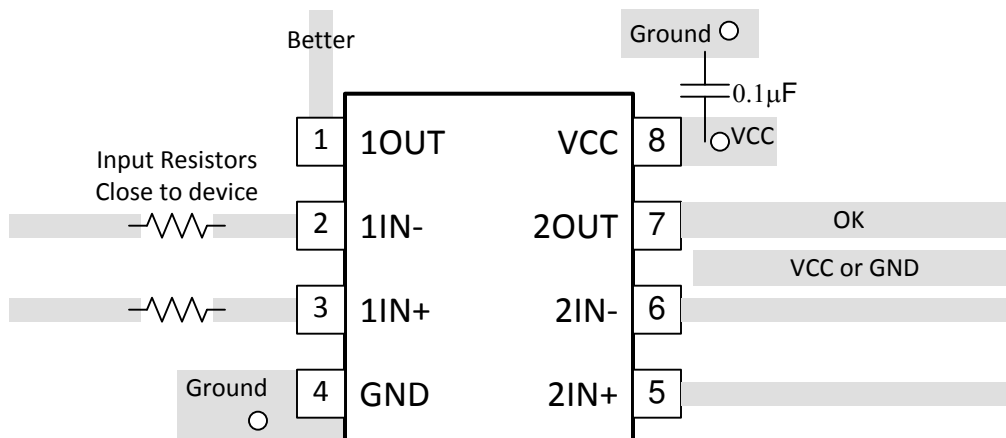 Better
Ground
0.1μF
1 1OUT VCC 8 VCC
Input Resistors
Close to device
2 1IN- 2OUT 7 OK
VCC or GND
3 1IN+ 2IN- 6
Ground
4 GND 2IN+ 5